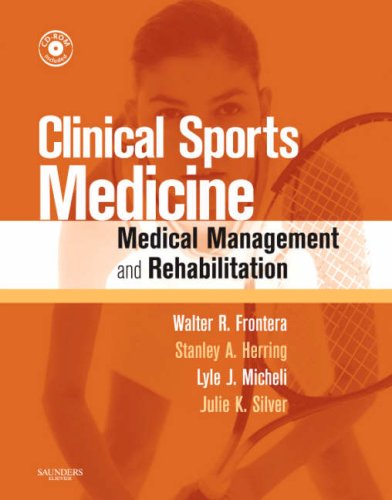 CD-ROM
included
Clinical Sports
Medicine
Medical Management
and Rehabilitation
Walter R. Frontera
Stanley A. Herring
Lyle J. Micheli
Julie K. Silver
SAUNDERS
ELSEVIER